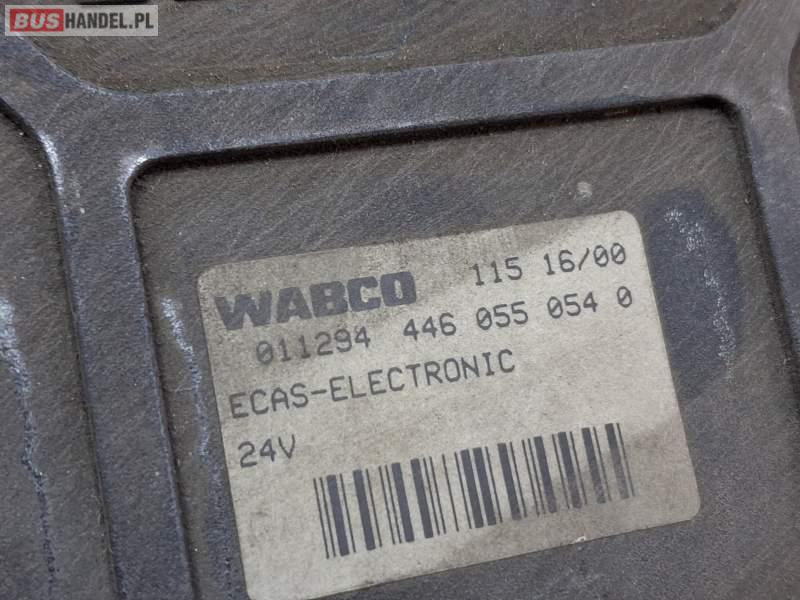 BUSHANDEL.PL
WABCO 115 16/00
011294 446 055 054 0
ECAS-ELECTRONIC
24V